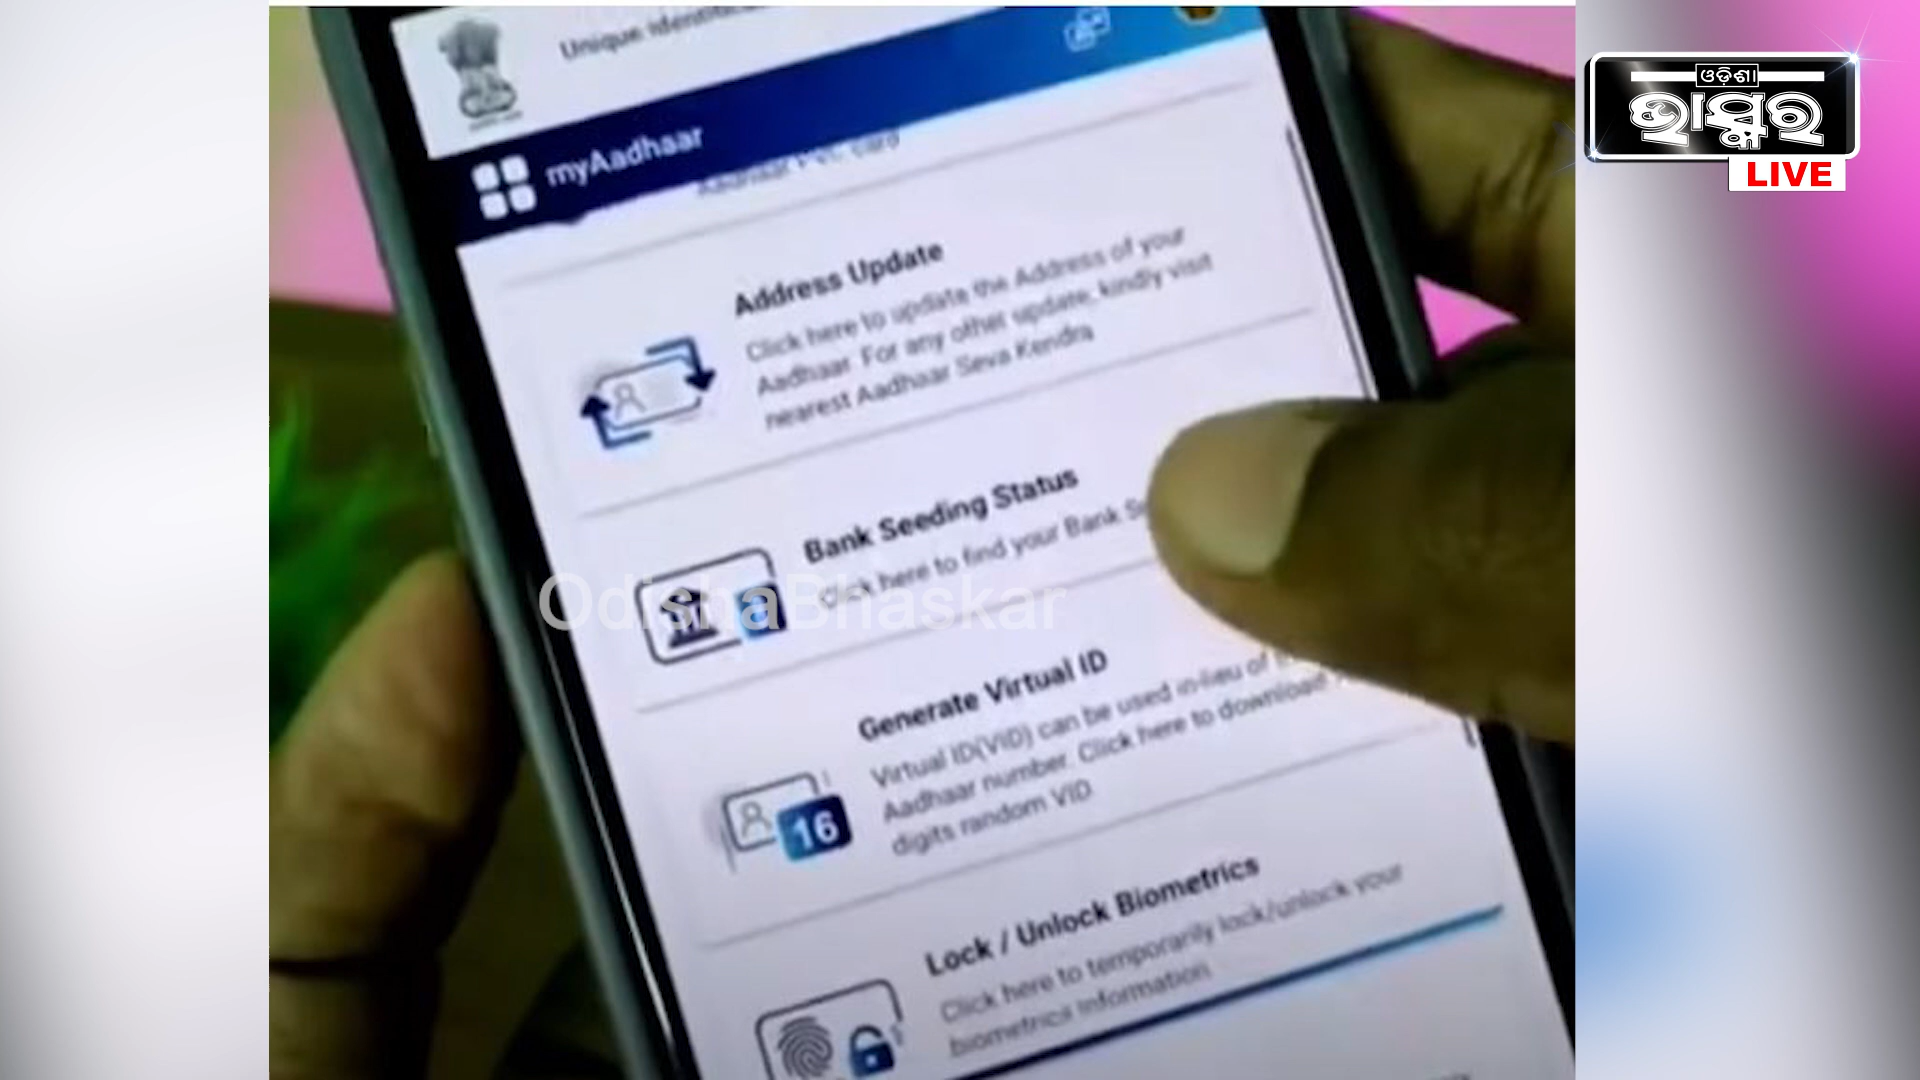 Unique
myAadhaar
Aadhaar PVC card
Address Update
Click here to update the Address of your
Aadhaar. For any other update, kindly visit
nearest Aadhaar Seva Kendra
Bank Seeding Status
Click here to find your Bank
Generate Virtual ID
Virtual ID(VID) can be used in-lieu of
Aadhaar number. Click here to download
digits random VID
16
Lock / Unlock Biometrics
Click here to temporarily lock/unlock your
biometrics information
OdishaBhaskar
ଓଡ଼ିଶା
ଭାସ୍କର
LIVE